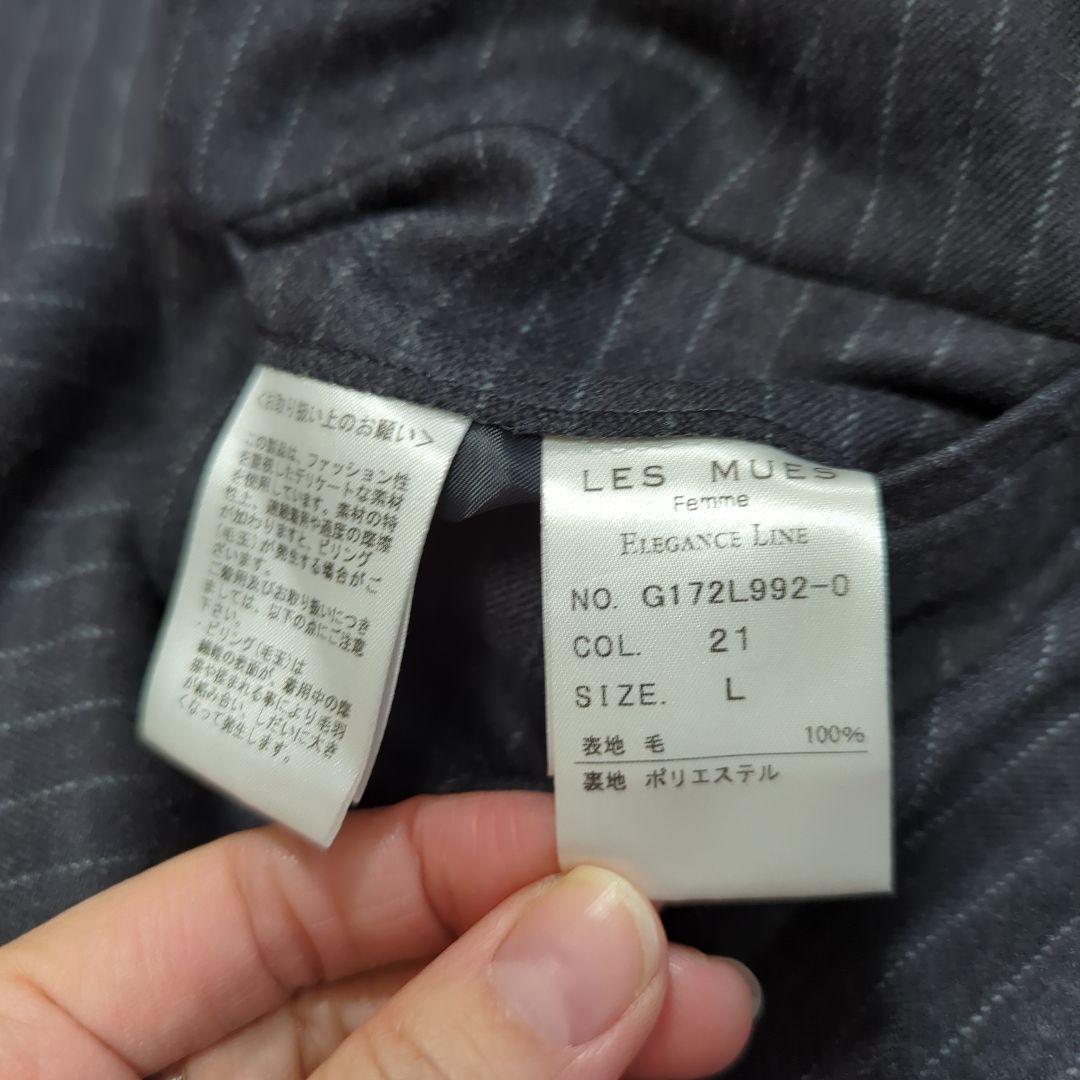 <お取り扱い上のお願い>
この製品は、ファッション性
を重視したデリケートな素材
を使用しています。素材の特
性上、連続着用や過度の摩擦
が加わりますと、ピリング
(毛玉)が発生する場合がご
ざいます。
ご着用及びお取り扱いにつき
ましては、以下の点にご注意
下さい。
・ピリング(毛玉)は
繊維の表面が、着用中の摩
擦や揉まれる事により毛羽
が絡み合い、しだいに大き
くなって発生します。
LES MUES
Femme
ELEGANCE LINE
NO. G172L992-0
COL. 21
SIZE. L
表地 毛 100%
裏地 ポリエステル